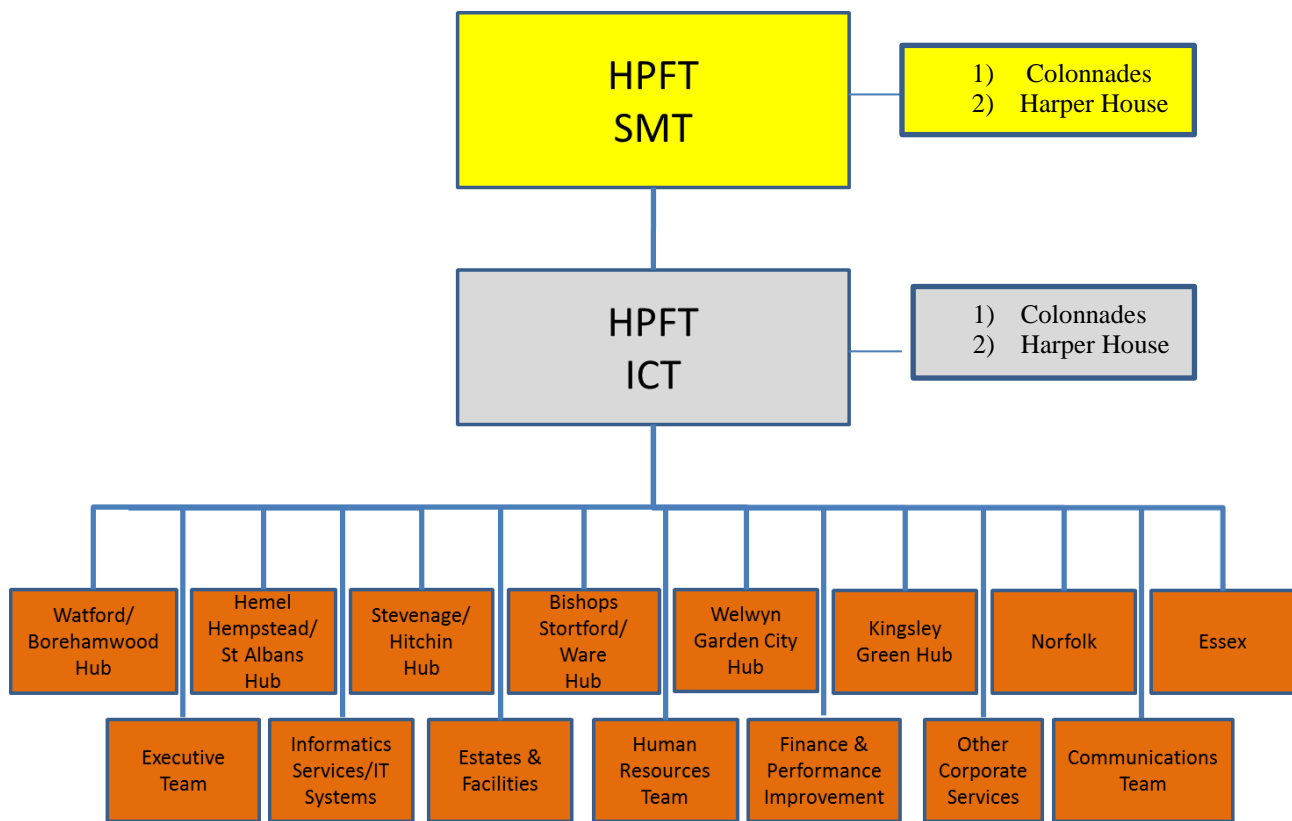 HPFT
SMT
1) Colonnades
2) Harper House
HPFT
ICT
1) Colonnades
2) Harper House
Watford/
Borehamwood
Hub
Hemel
Hempstead/
St Albans
Hub
Stevenage/
Hitchin
Hub
Bishops
Stortford/
Ware
Hub
Welwyn
Garden City
Hub
Kingsley
Green Hub
Norfolk
Essex
Executive
Team
Informatics
Services/IT
Systems
Estates &
Facilities
Human
Resources
Team
Finance &
Performance
Improvement
Other
Corporate
Services
Communications
Team